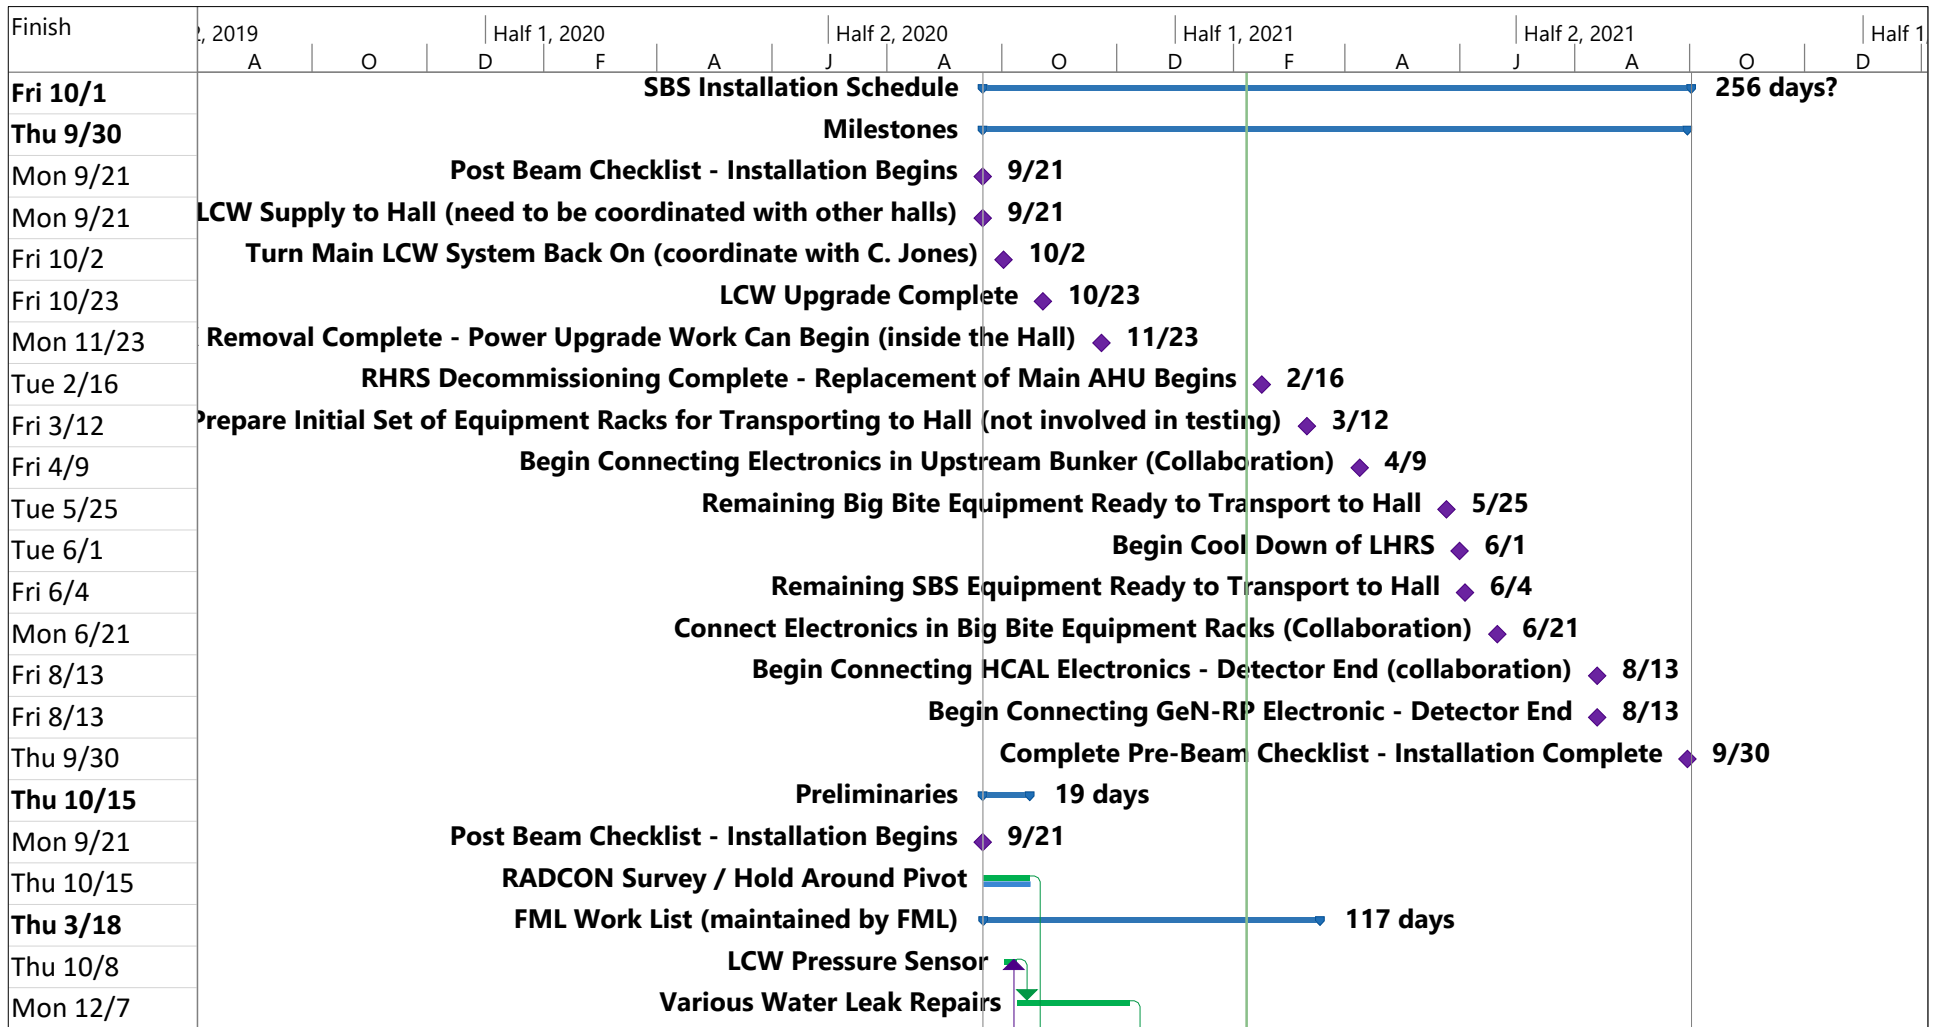 Finish
2, 2019 Half 1, 2020 Half 2, 2020 Half 1, 2021 Half 2, 2021 Half 1,
A O D F A J A O D F A J A O D
Fri 10/1 SBS Installation Schedule 256 days?
Thu 9/30 Milestones
Mon 9/21 Post Beam Checklist - Installation Begins 9/21
Mon 9/21 LCW Supply to Hall (need to be coordinated with other halls) 9/21
Fri 10/2 Turn Main LCW System Back On (coordinate with C. Jones) 10/2
Fri 10/23 LCW Upgrade Complete 10/23
Mon 11/23 Removal Complete - Power Upgrade Work Can Begin (inside the Hall) 11/23
Tue 2/16 RHRS Decommissioning Complete - Replacement of Main AHU Begins 2/16
Fri 3/12 Prepare Initial Set of Equipment Racks for Transporting to Hall (not involved in testing) 3/12
Fri 4/9 Begin Connecting Electronics in Upstream Bunker (Collaboration) 4/9
Tue 5/25 Remaining Big Bite Equipment Ready to Transport to Hall 5/25
Tue 6/1 Begin Cool Down of LHRS 6/1
Fri 6/4 Remaining SBS Equipment Ready to Transport to Hall 6/4
Mon 6/21 Connect Electronics in Big Bite Equipment Racks (Collaboration) 6/21
Fri 8/13 Begin Connecting HCAL Electronics - Detector End (collaboration) 8/13
Fri 8/13 Begin Connecting GeN-RP Electronic - Detector End 8/13
Thu 9/30 Complete Pre-Beam Checklist - Installation Complete 9/30
Thu 10/15 Preliminaries 19 days
Mon 9/21 Post Beam Checklist - Installation Begins 9/21
Thu 10/15 RADCON Survey / Hold Around Pivot
Thu 3/18 FML Work List (maintained by FML) 117 days
Thu 10/8 LCW Pressure Sensor
Mon 12/7 Various Water Leak Repairs